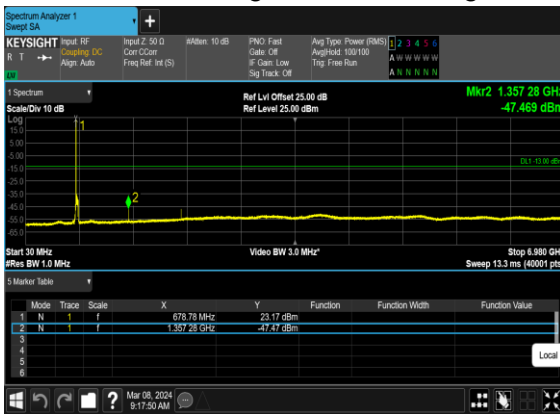 Spectrum Analyzer 1
Swept SA
KEYSIGHT
R T
LV
Input: RF
Coupling: DC
Align: Auto
Input Z: 50 Ω
Corr CCorr
Freq Ref: Int (S)
#Atten: 10 dB
PNO: Fast
Gate: Off
IF Gain: Low
Sig Track: Off
Avg Type: Power (RMS)
Avg|Hold: 100/100
Trig: Free Run
1 2 3 4 5 6
A W W W W W
A N N N N N
1 Spectrum
Scale/Div 10 dB
Ref Lvl Offset 25.00 dB
Ref Level 25.00 dBm
Mkr2 1.357 28 GHz
-47.469 dBm
Log
15.0
5.00
-5.00
-15.0
-25.0
-35.0
-45.0
-55.0
-65.0
1
2
DL1 -13.00 dBm
Start 30 MHz
#Res BW 1.0 MHz
Video BW 3.0 MHz*
Stop 6.980 GHz
Sweep 13.3 ms (40001 pts)
5 Marker Table
Mode Trace Scale X Y Function Function Width Function Value
1 N 1 f 678.78 MHz 23.17 dBm
2 N 1 f 1.357 28 GHz -47.47 dBm
3
4
5
6
Local
Mar 08, 2024
9:17:50 AM